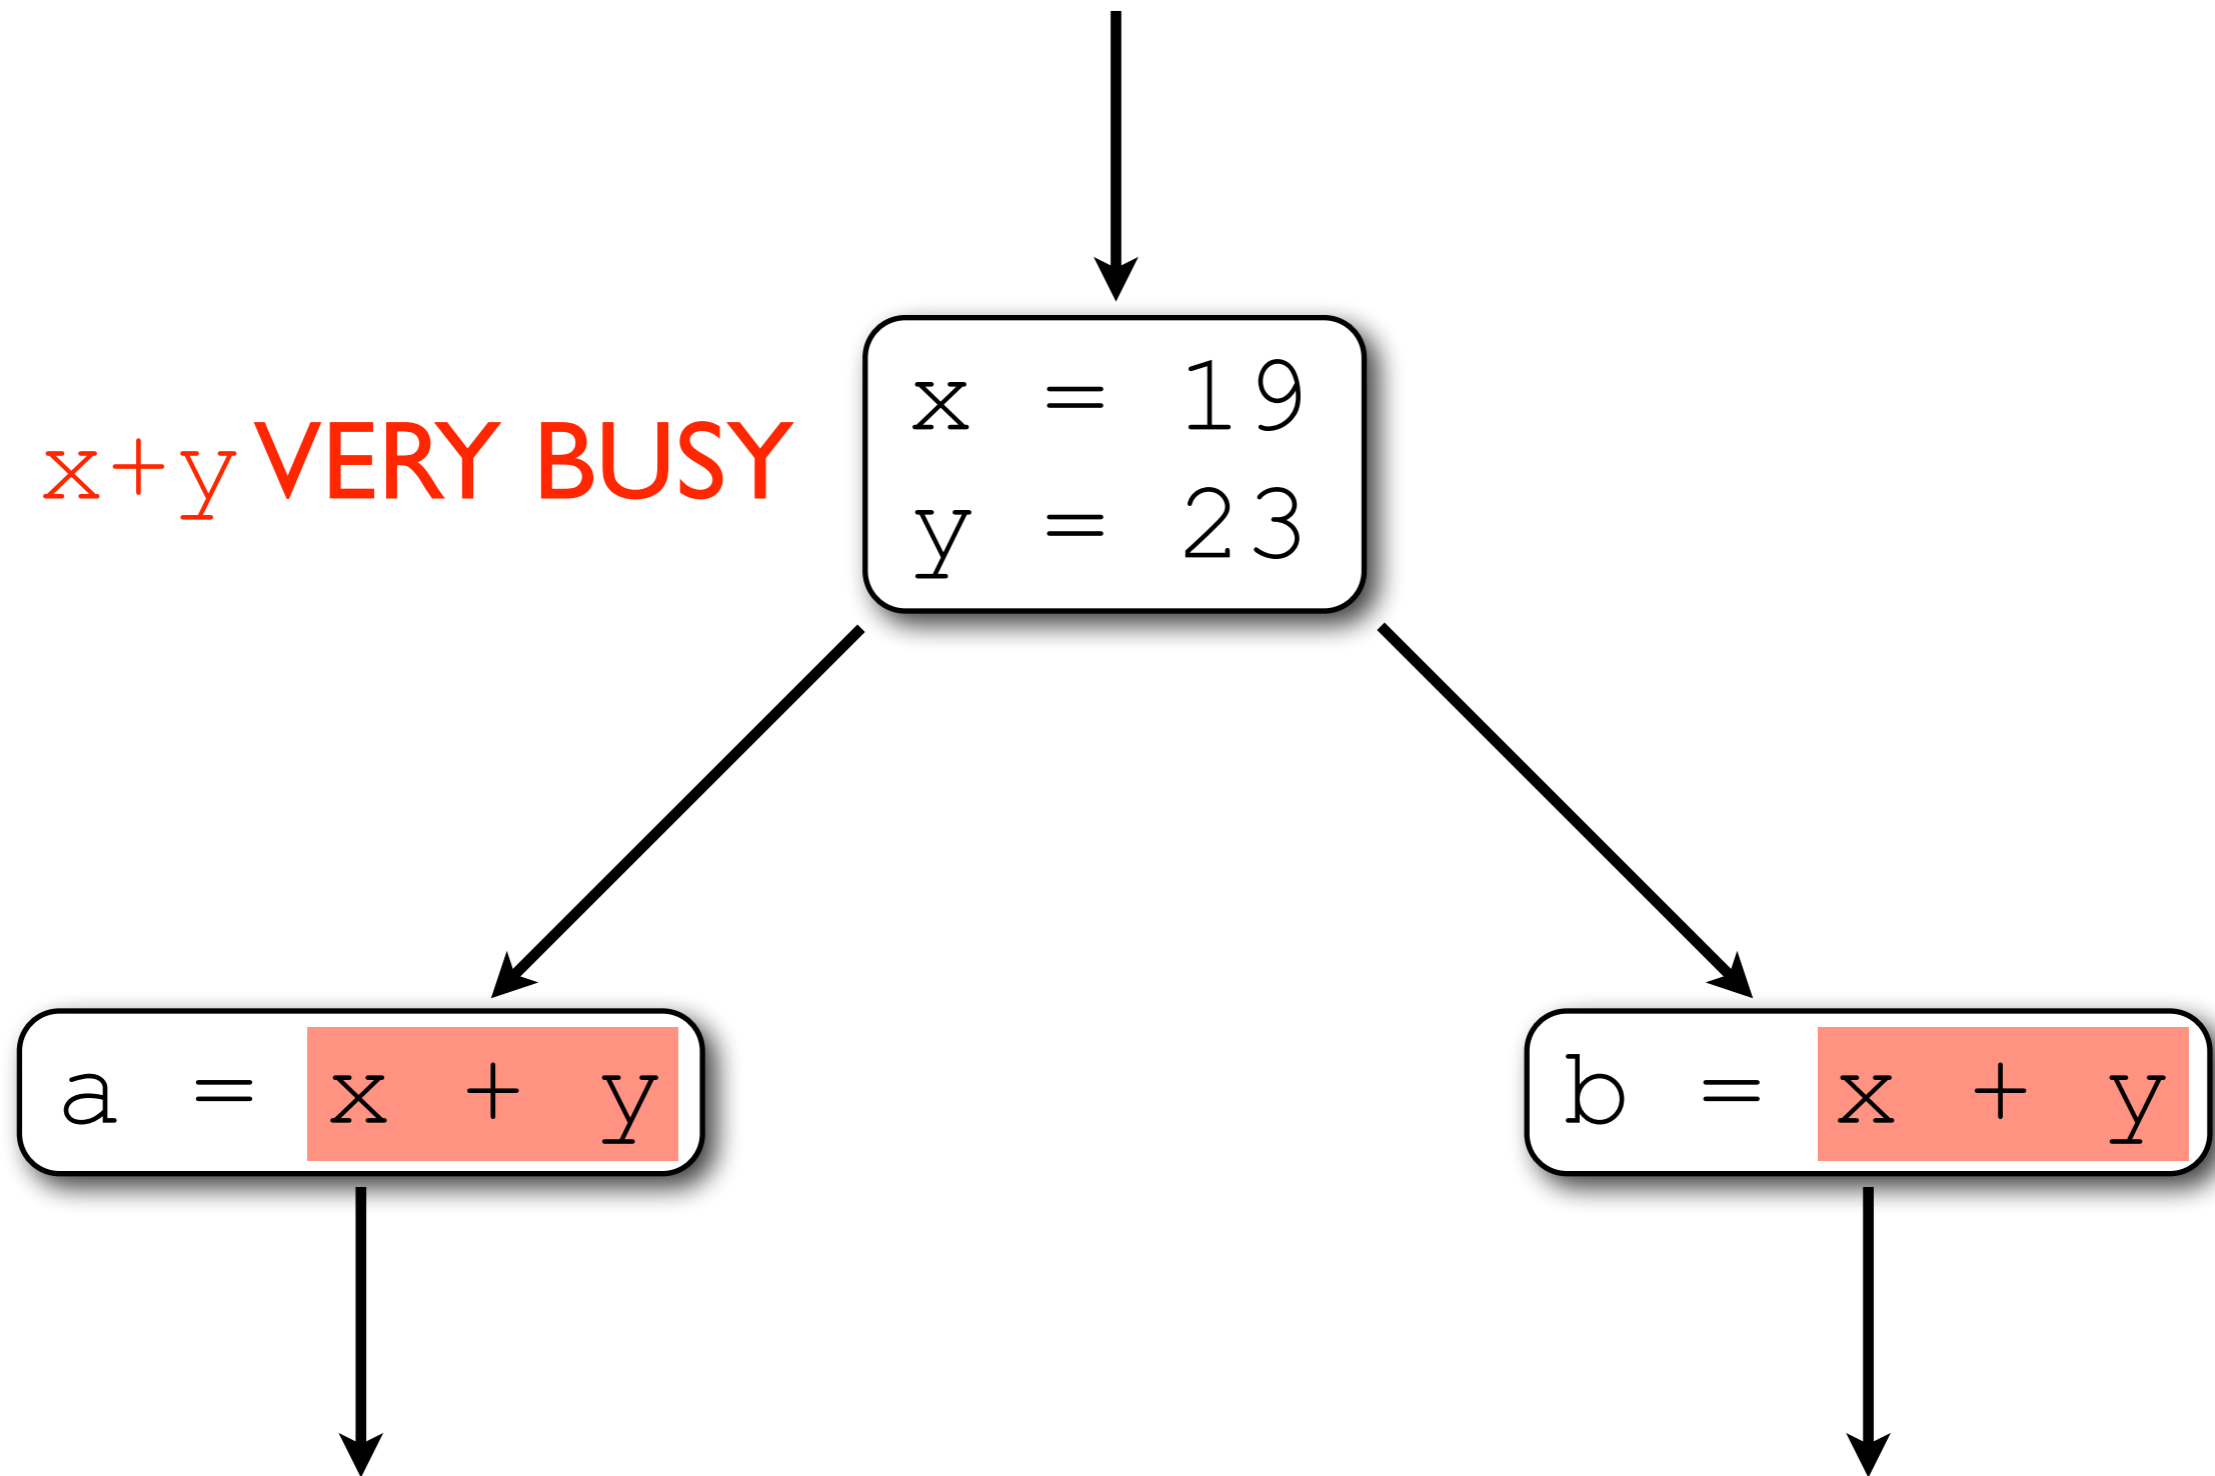 x = 19
x+y VERY BUSY
y = 23
a = x + y
b = x + y